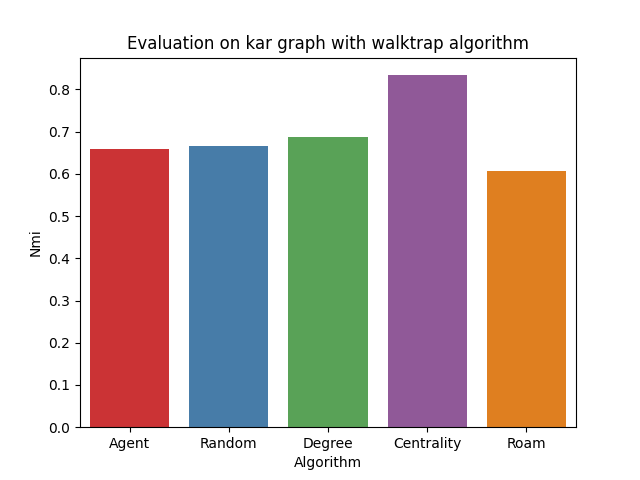 Evaluation on kar graph with walktrap algorithm
Nmi
0.8
0.7
0.6
0.5
0.4
0.3
0.2
0.1
0.0
Agent Random Degree Centrality Roam
Algorithm